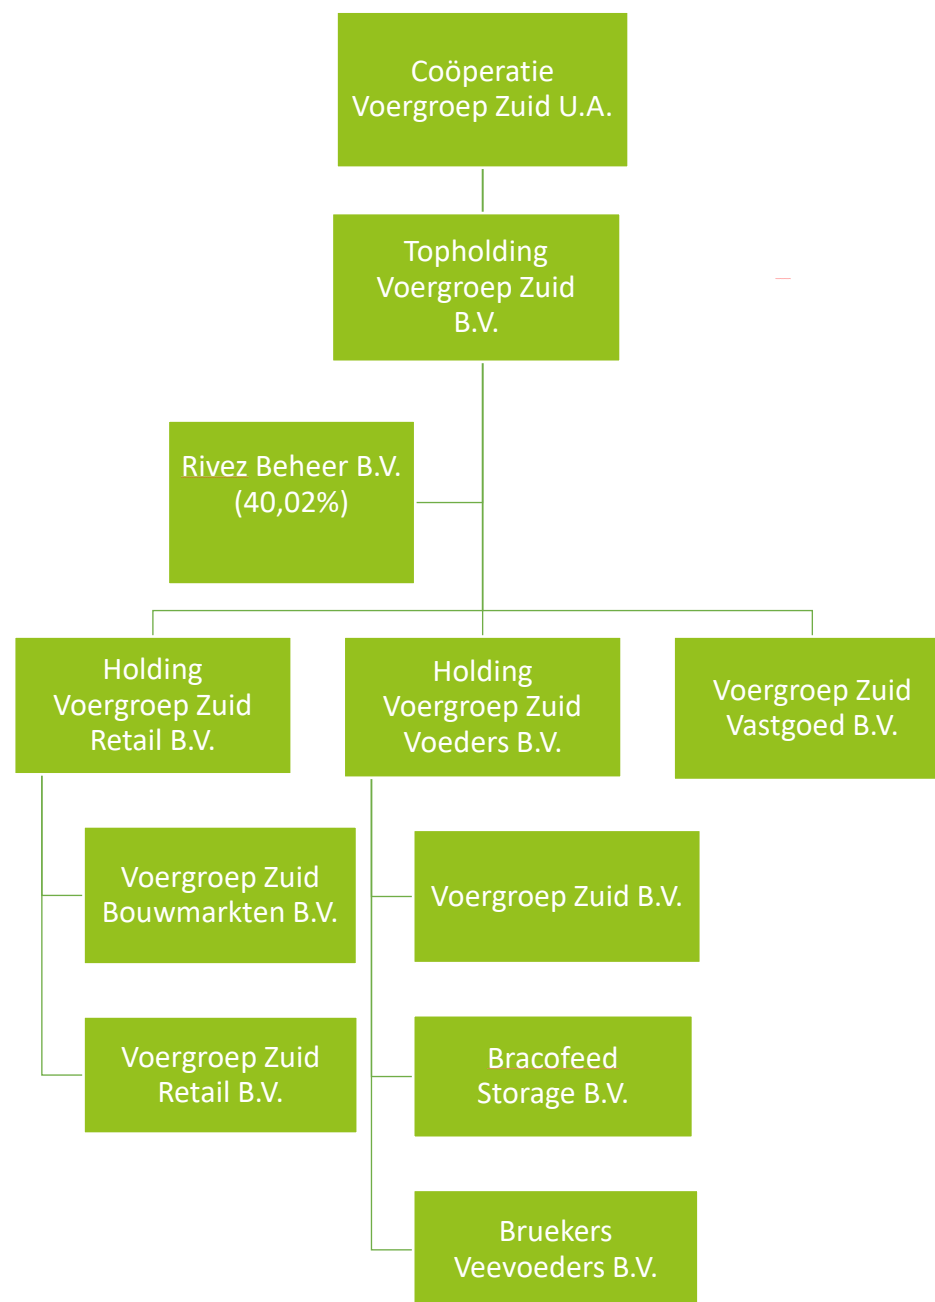 Coöperatie
Voergroep Zuid U.A.
Topholding
Voergroep Zuid
B.V.
Rivez Beheer B.V.
(40,02%)
Holding
Voergroep Zuid
Retail B.V.
Holding
Voergroep Zuid
Voeders B.V.
Voergroep Zuid
Vastgoed B.V.
Voergroep Zuid
Bouwmarkten B.V.
Voergroep Zuid B.V.
Voergroep Zuid
Retail B.V.
Bracofeed
Storage B.V.
Bruekers
Veevoeders B.V.